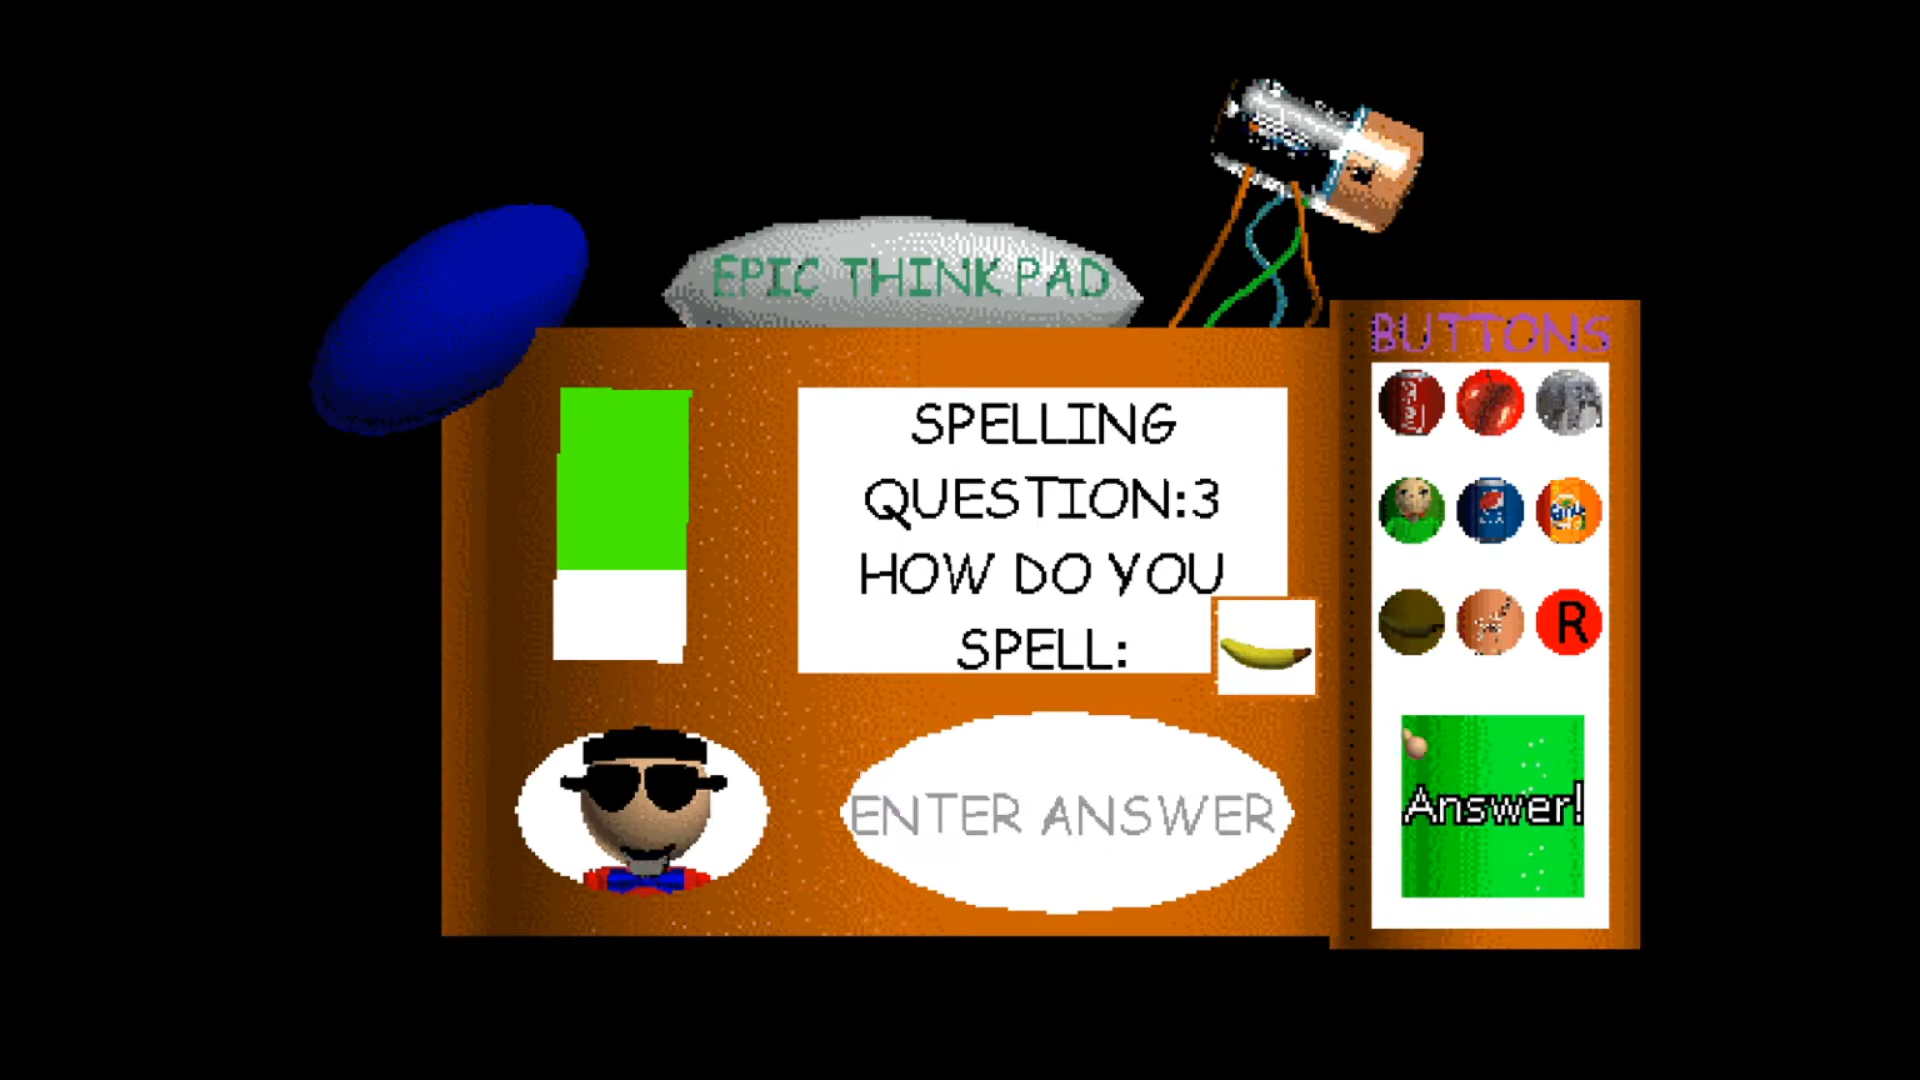 EPIC THINK PAD
BUTTONS
SPELLING
QUESTION:3
HOW DO YOU
SPELL:
R
ENTER ANSWER
Answer!